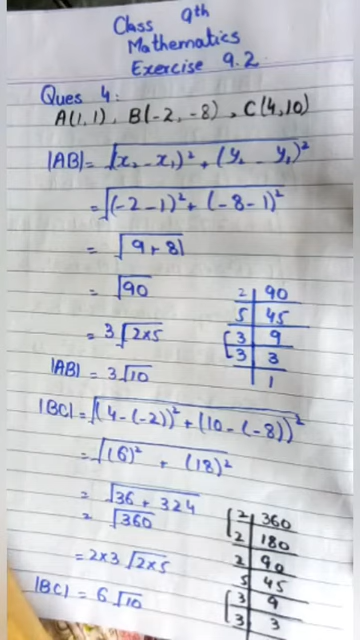 Class 9th
Mathematics
Exercise 9.2
Ques 4:
A(1,1), B(-2,-8), C(4,10)
|AB| = √(x₂-x₁)²+(y₂-y₁)²
= √(-2-1)²+(-8-1)²
= √9+81
= √90
= 3√2×5
|AB| = 3√10
2 | 90
5 | 45
3 | 9
3 | 3
1
|BC| = √(4-(-2))²+(10-(-8))²
= √(6)² + (18)²
= √36 + 324
= √360
= 2×3 √2×5
|BC| = 6√10
2 | 360
2 | 180
2 | 90
5 | 45
3 | 9
3 | 3